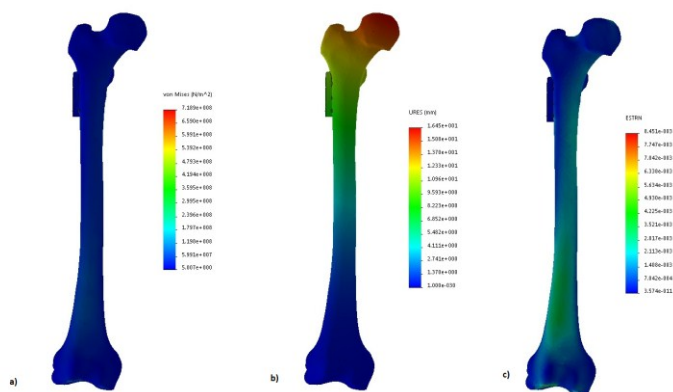 von Mises (N/m^2)
7.189e+008
6.590e+008
5.991e+008
5.392e+008
4.793e+008
4.194e+008
3.595e+008
2.995e+008
2.396e+008
1.797e+008
1.198e+008
5.991e+007
5.007e+000
a)
URES (mm)
1.645e+001
1.508e+001
1.370e+001
1.233e+001
1.096e+001
9.593e+000
8.223e+000
6.852e+000
5.482e+000
4.111e+000
2.741e+000
1.370e+000
1.000e-030
b)
ESTRN
8.451e-003
7.747e-003
7.042e-003
6.338e-003
5.634e-003
4.930e-003
4.225e-003
3.521e-003
2.817e-003
2.113e-003
1.408e-003
7.042e-004
3.574e-011
c)